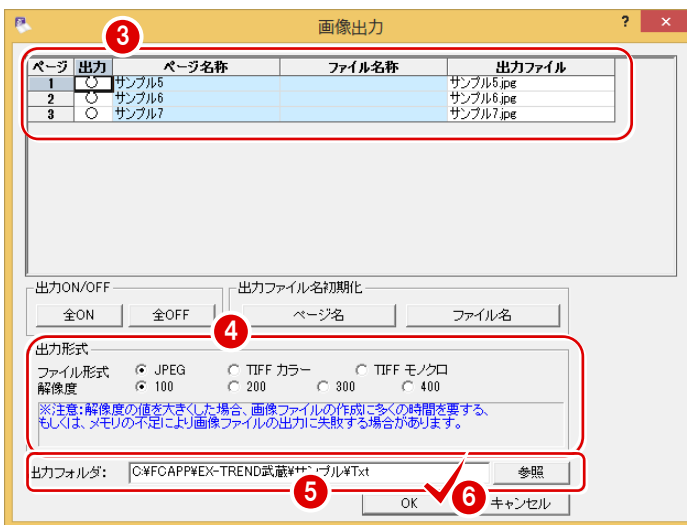 画像出力
? ×
3
ページ 出力 ページ名称 ファイル名称 出力ファイル
1 ○ サンプル5 サンプル5.jpg
2 ○ サンプル6 サンプル6.jpg
3 ○ サンプル7 サンプル7.jpg
出力ON/OFF 出力ファイル名初期化
全ON 全OFF ページ名 ファイル名
4
出力形式
ファイル形式 JPEG TIFF カラー TIFF モノクロ
解像度 100 200 300 400
※注意:解像度の値を大きくした場合、画像ファイルの作成に多くの時間を要する、
もしくは、メモリの不足により画像ファイルの出力に失敗する場合があります。
出力フォルダ: C:¥FCAPP¥EX-TREND武蔵¥サンプル¥Txt 参照
5
OK 6 キャンセル